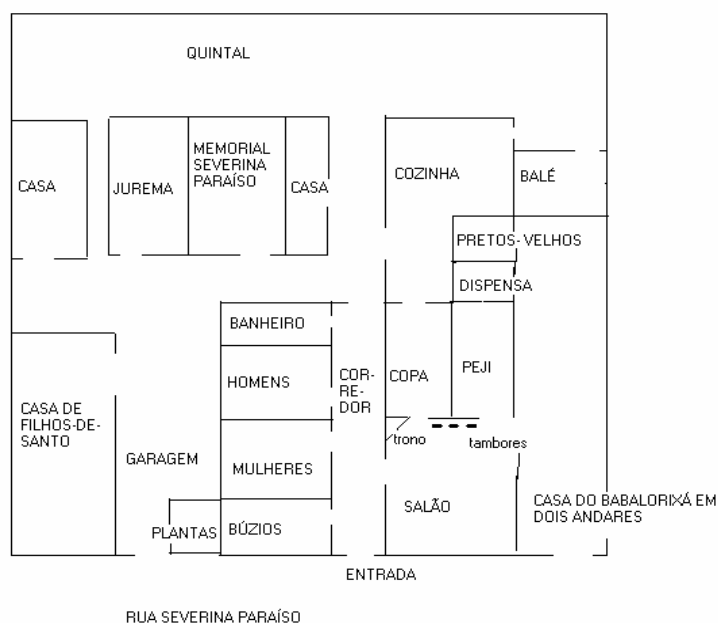 QUINTAL
CASA
JUREMA
MEMORIAL
SEVERINA
PARAÍSO
CASA
COZINHA
BALÉ
PRETOS-VELHOS
DISPENSA
BANHEIRO
HOMENS
COR-
RE-
DOR
COPA
PEJI
CASA DE
FILHOS-DE-
SANTO
GARAGEM
MULHERES
trono
tambores
PLANTAS
BÚZIOS
SALÃO
CASA DO BABALORIXÁ EM
DOIS ANDARES
ENTRADA
RUA SEVERINA PARAÍSO